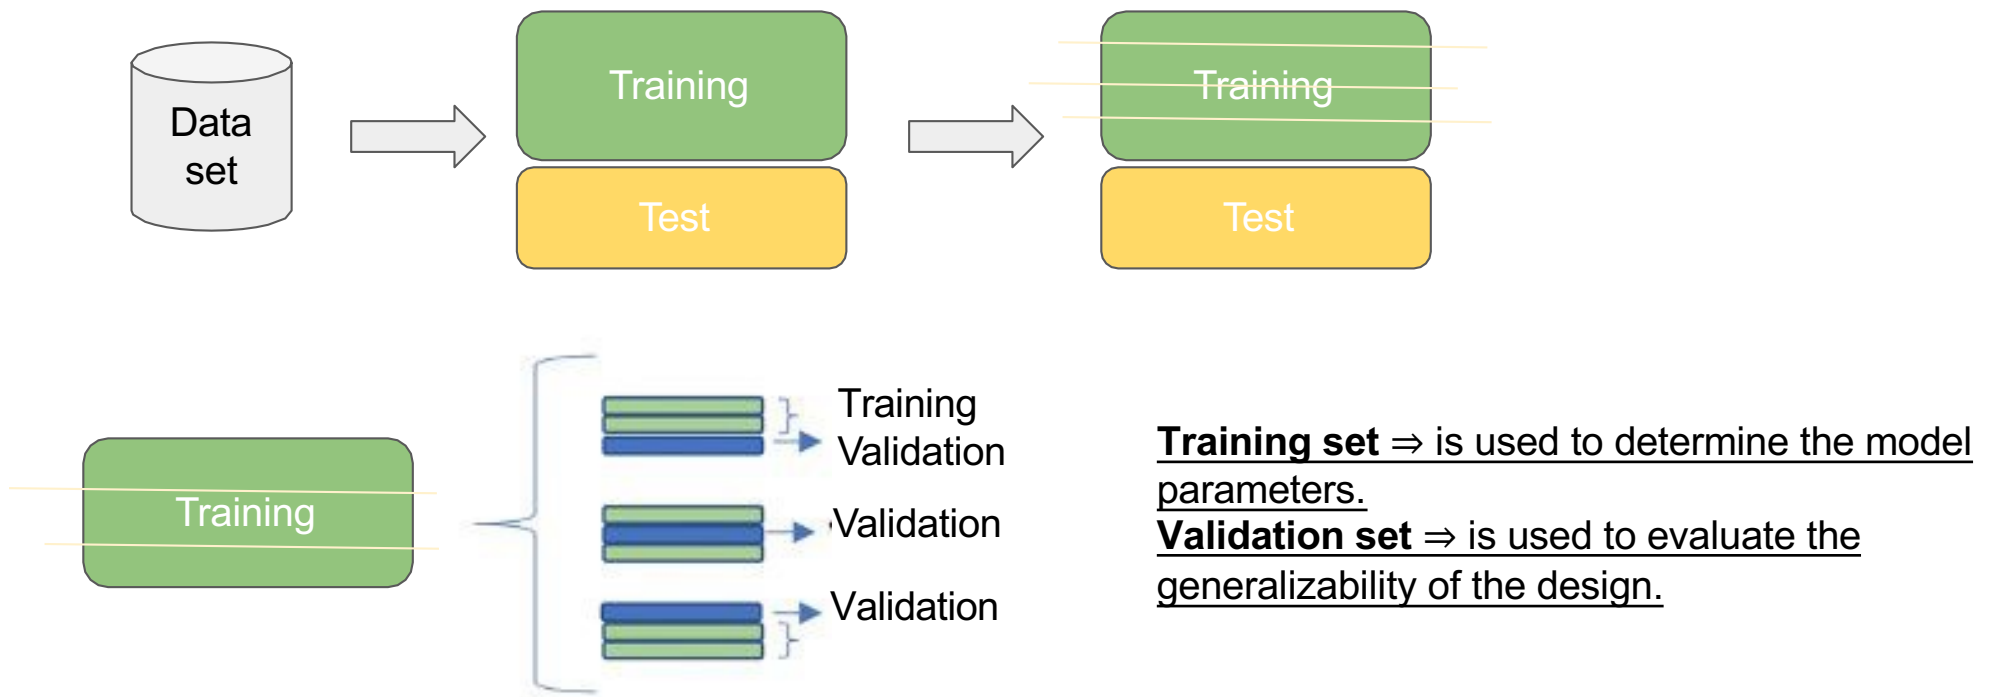 Data
set
Training
Test
Training
Test
Training
Training
Validation
Validation
Validation
Training set ⇒ is used to determine the model
parameters.
Validation set ⇒ is used to evaluate the
generalizability of the design.